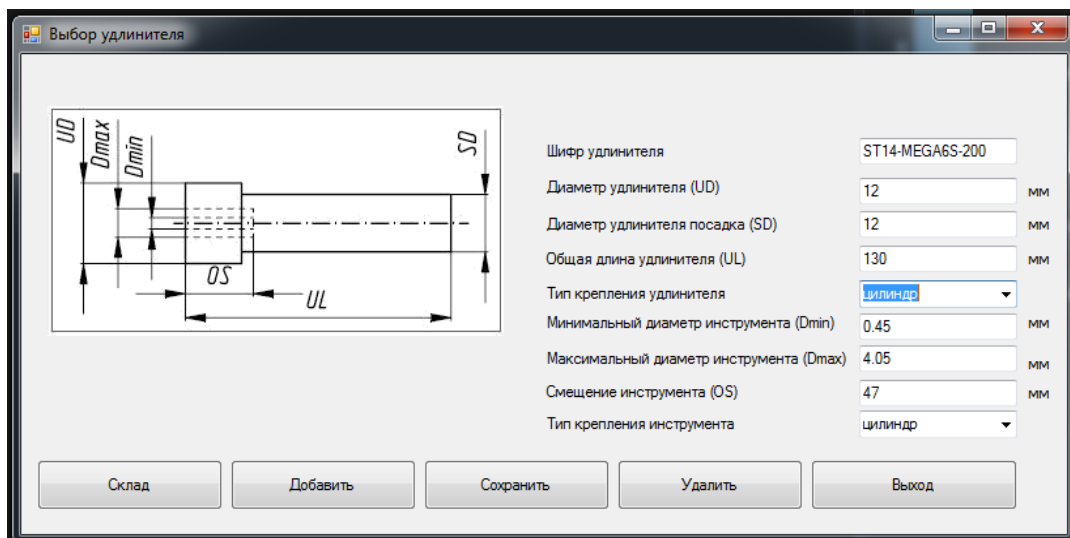 Выбор удлинителя
UD
Dmax
Dmin
SD
OS
UL
Шифр удлинителя ST14-MEGA6S-200
Диаметр удлинителя (UD) 12 мм
Диаметр удлинителя посадка (SD) 12 мм
Общая длина удлинителя (UL) 130 мм
Тип крепления удлинителя цилиндр
Минимальный диаметр инструмента (Dmin) 0.45 мм
Максимальный диаметр инструмента (Dmax) 4.05 мм
Смещение инструмента (OS) 47 мм
Тип крепления инструмента цилиндр
Склад Добавить Сохранить Удалить Выход